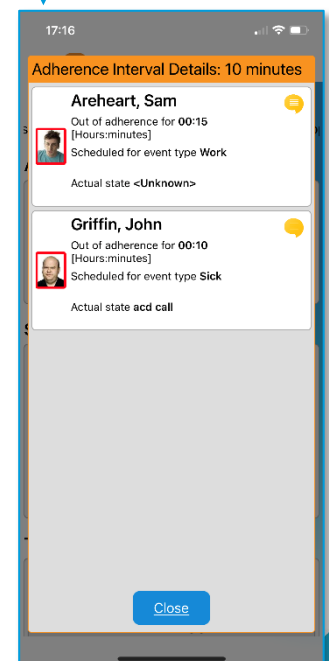 17:16
Adherence Interval Details: 10 minutes
Areheart, Sam
Out of adherence for 00:15
[Hours:minutes]
Scheduled for event type Work
Actual state <Unknown>
Griffin, John
Out of adherence for 00:10
[Hours:minutes]
Scheduled for event type Sick
Actual state acd call
Close